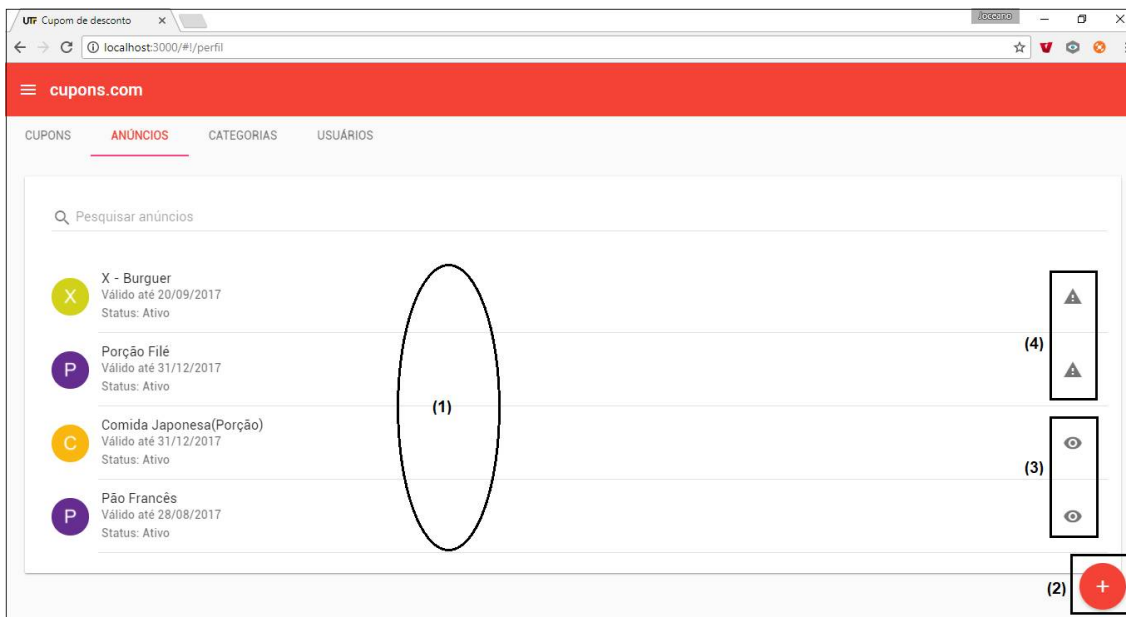 UTF Cupom de desconto
Joceano
localhost:3000/#!/perfil
cupons.com
CUPONS ANÚNCIOS CATEGORIAS USUÁRIOS
Pesquisar anúncios
X
X - Burguer
Válido até 20/09/2017
Status: Ativo
P
Porção Filé
Válido até 31/12/2017
Status: Ativo
(4)
(1)
C
Comida Japonesa(Porção)
Válido até 31/12/2017
Status: Ativo
(3)
P
Pão Francês
Válido até 28/08/2017
Status: Ativo
(2)
+